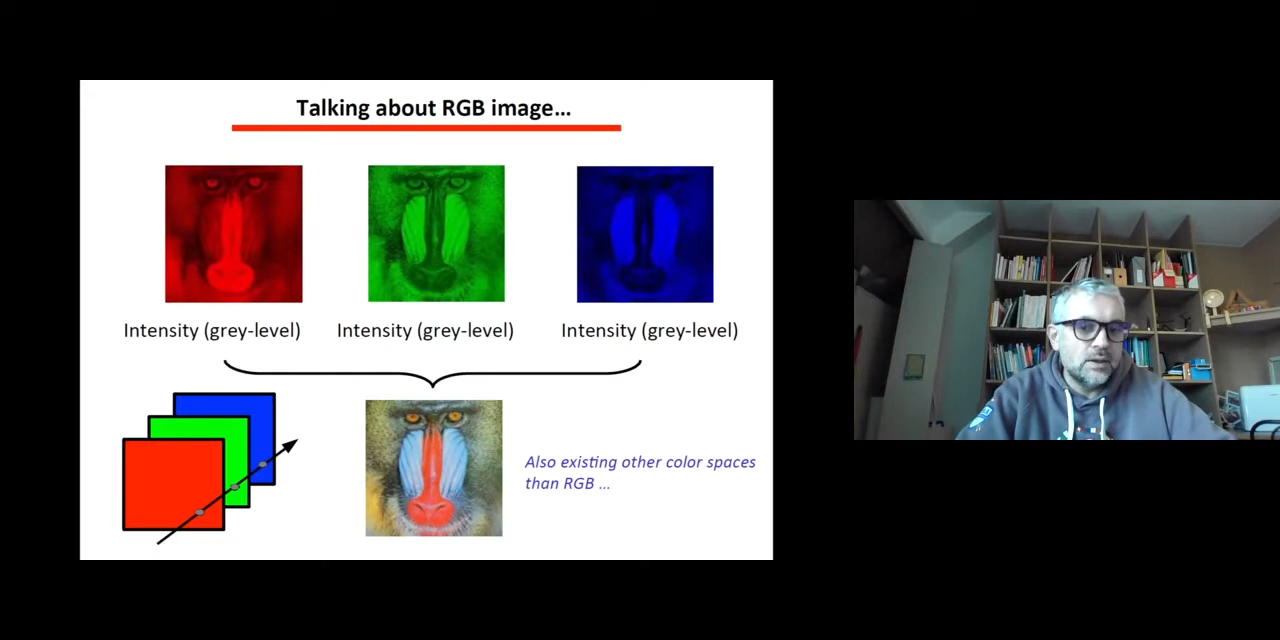 Talking about RGB image...
Intensity (grey-level) Intensity (grey-level) Intensity (grey-level)
Also existing other color spaces
than RGB ...